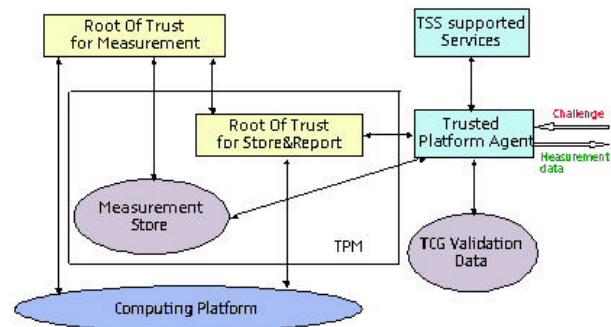 Root Of Trust
for Measurement
TSS supported
Services
Root Of Trust
for Store&Report
Trusted
Platform Agent
Challenge
Measurement
data
Measurement
Store
TPM
TCG Validation
Data
Computing Platform